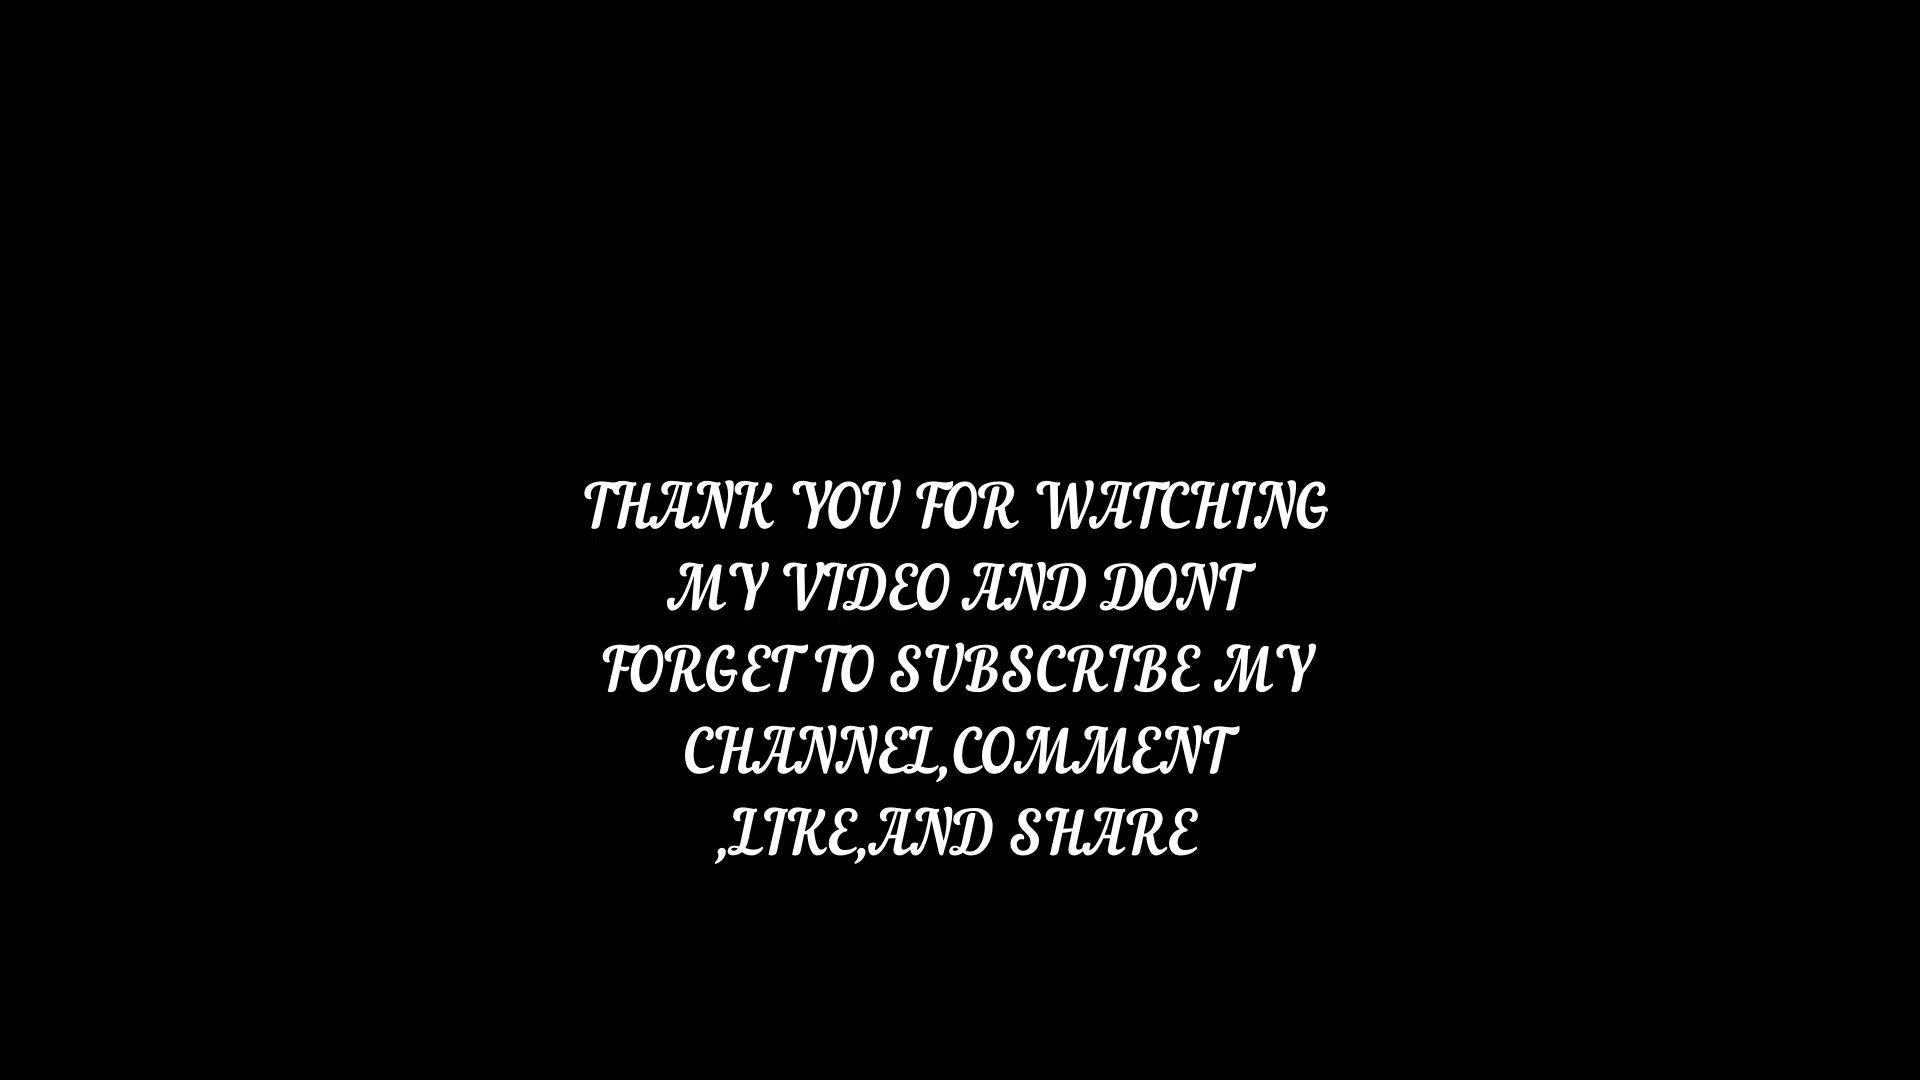 THANK YOU FOR WATCHING
MY VIDEO AND DONT
FORGET TO SUBSCRIBE MY
CHANNEL,COMMENT
,LIKE,AND SHARE